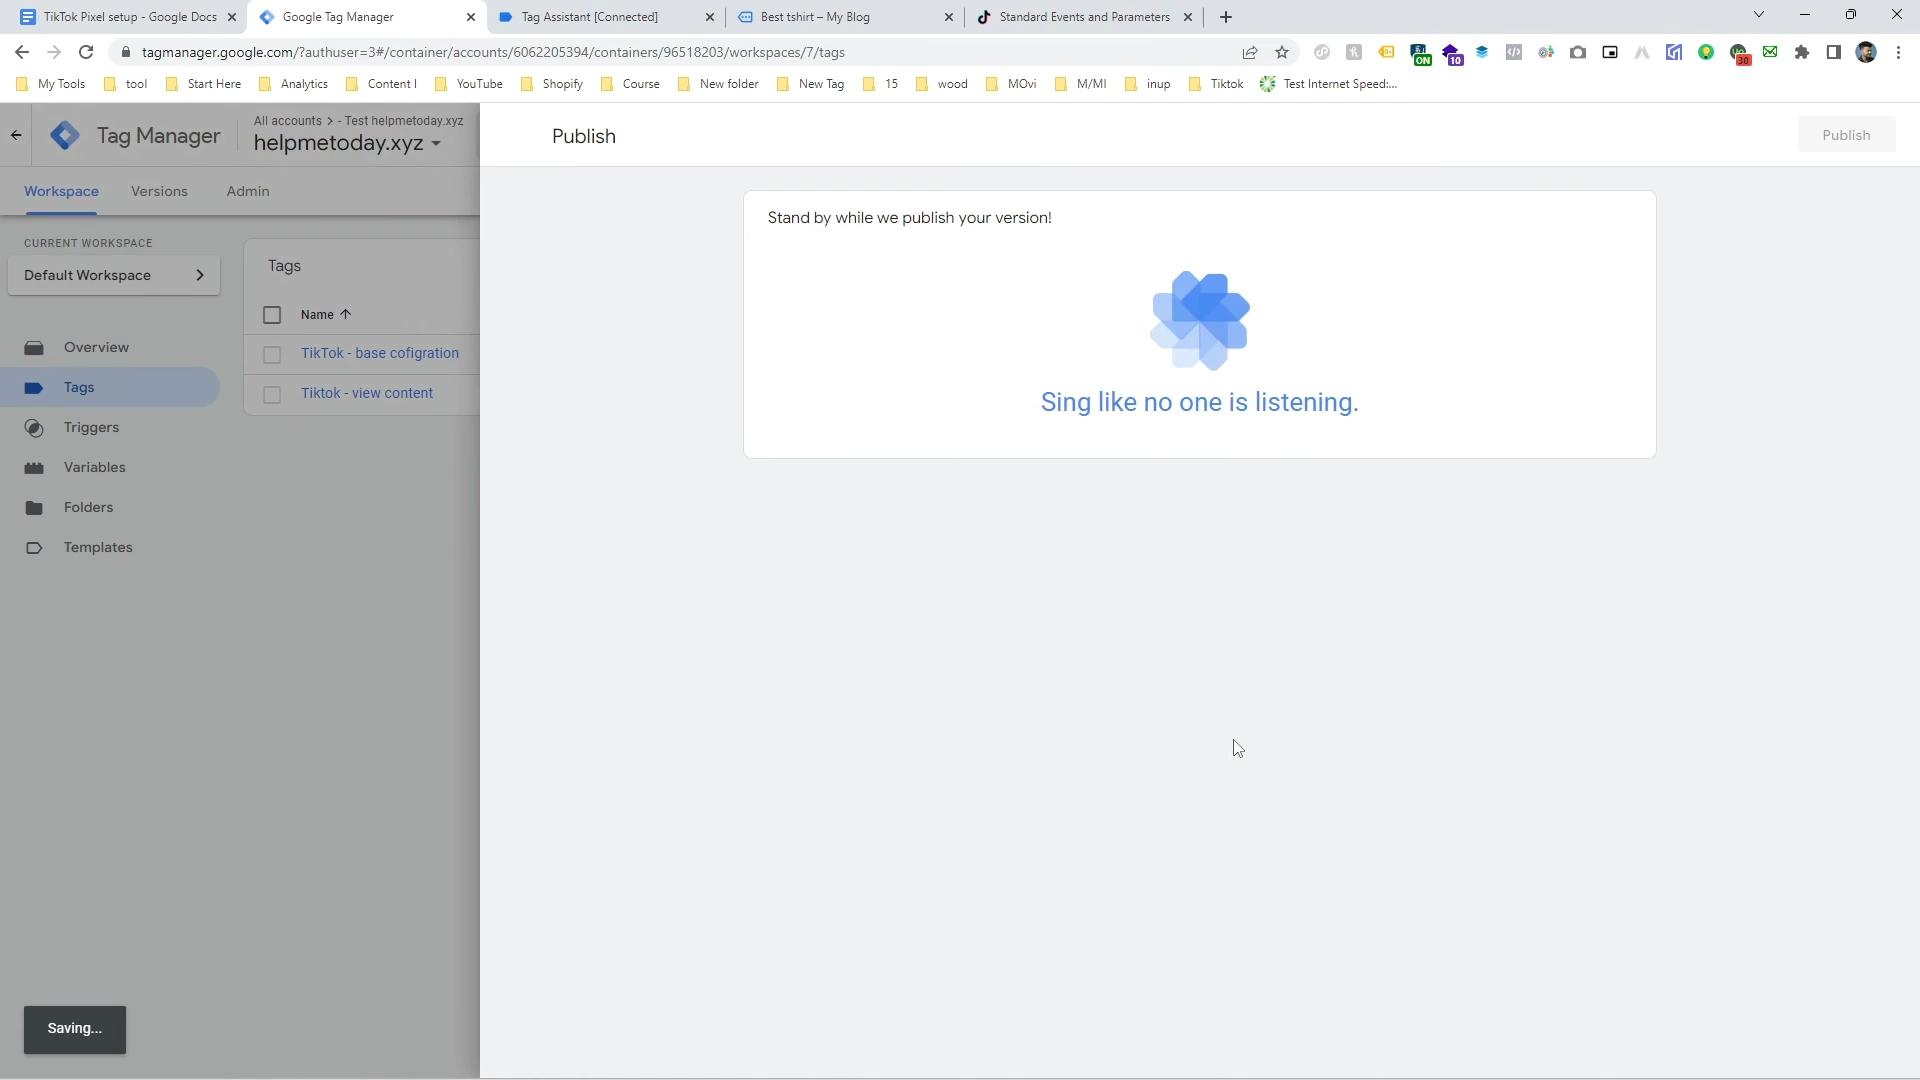 TikTok Pixel setup - Google Docs
Google Tag Manager
Tag Assistant [Connected]
Best tshirt – My Blog
Standard Events and Parameters
tagmanager.google.com/?authuser=3#/container/accounts/6062205394/containers/96518203/workspaces/7/tags
ON
10
30
My Tools
tool
Start Here
Analytics
Content I
YouTube
Shopify
Course
New folder
New Tag
15
wood
MOvi
M/MI
inup
Tiktok
Test Internet Speed:...
Tag Manager
All accounts > - Test helpmetoday.xyz
helpmetoday.xyz
Publish
Publish
Workspace
Versions
Admin
Stand by while we publish your version!
CURRENT WORKSPACE
Default Workspace
Tags
Name
Overview
TikTok - base cofigration
Tags
Tiktok - view content
Sing like no one is listening.
Triggers
Variables
Folders
Templates
Saving...